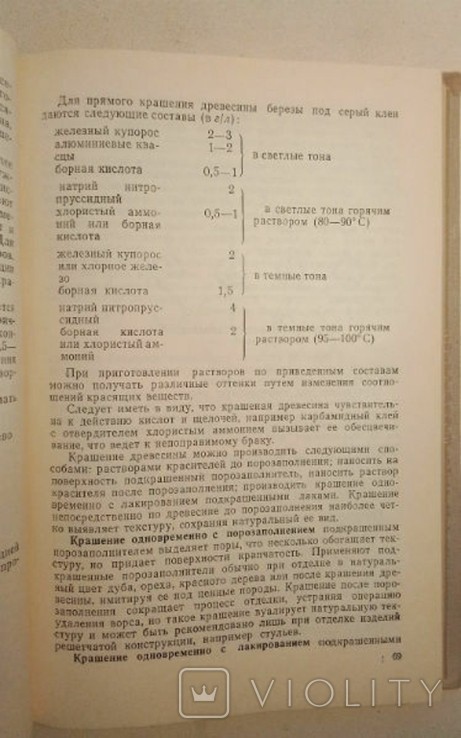 Для прямого крашения древесины березы под серый клен
даются следующие составы (в г/л):
железный купорос 2—3
алюминиевые ква-
сцы 1—2
борная кислота 0,5—1
в светлые тона
натрий нитро-
пруссидный 2
хлористый аммо-
ний или борная
кислота 0,5—1
в светлые тона горячим
раствором (80—90°С)
железный купорос
или хлорное желе-
зо 2
борная кислота 1,5
в темные тона
натрий нитропрус-
сидный 4
борная кислота
или хлористый ам-
моний 2
в темные тона горячим
раствором (95—100°С)
При приготовлении растворов по приведенным составам
можно получать различные оттенки путем изменения соотно-
шений красящих веществ.
Следует иметь в виду, что крашеная древесина чувствитель-
на к действию кислот и щелочей, например карбамидный клей
с отвердителем хлористым аммонием вызывает ее обесцвечи-
вание, что ведет к непоправимому браку.
Крашение древесины можно производить следующими спо-
собами: растворами красителей до порозаполнения; наносить на
поверхность подкрашенный порозаполнитель, наносить раствор
красителя после порозаполнения; производить крашение одно-
временно с лакированием подкрашенными лаками. Крашение
непосредственно по древесине до порозаполнения наиболее чет-
ко выявляет текстуру, сохраняя натуральный ее вид.
Крашение одновременно с порозаполнением подкрашенным
порозаполнителем выделяет поры, что несколько обогащает тек-
стуру, но придает поверхности крапчатость. Применяют под-
крашенные порозаполнители обычно при отделке в натураль-
ный цвет дуба, ореха, красного дерева или после крашения дре-
весины, имитируя ее под ценные породы. Крашение после поро-
заполнения сокращает процесс отделки, устраняя операцию
удаления ворса, но такое крашение вуалирует натуральную тек-
стуру и может быть рекомендовано лишь при отделке изделий
решетчатой конструкции, например стульев.
Крашение одновременно с лакированием подкрашенными
69
VIOLITY